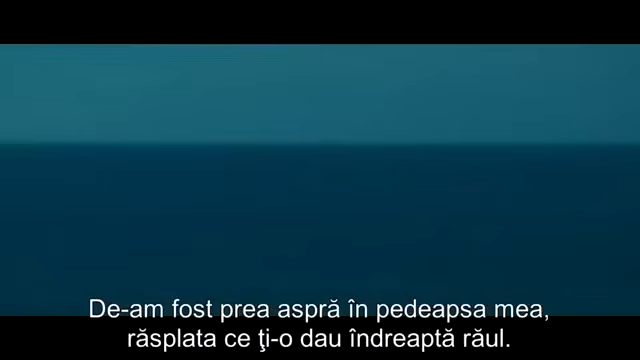 De-am fost prea aspră în pedeapsa mea,
răsplata ce ţi-o dau îndreaptă răul.